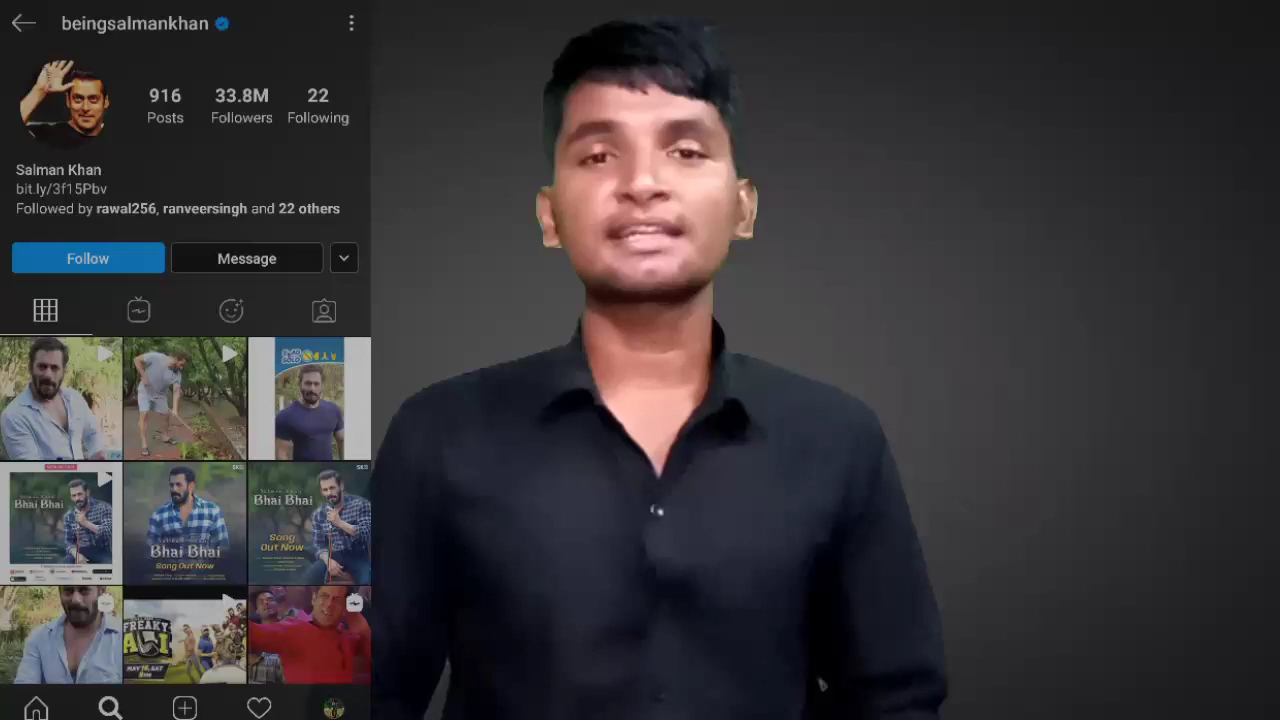 beingsalmankhan
916
33.8M
22
Posts
Followers
Following
Salman Khan
bit.ly/3f15Pbv
Followed by rawal256, ranveersingh and 22 others
Follow
Message
Bhai Bhai
Bhai Bhai
Song Out Now
Bhai Bhai
Song
Out Now
FREAKY
ALI